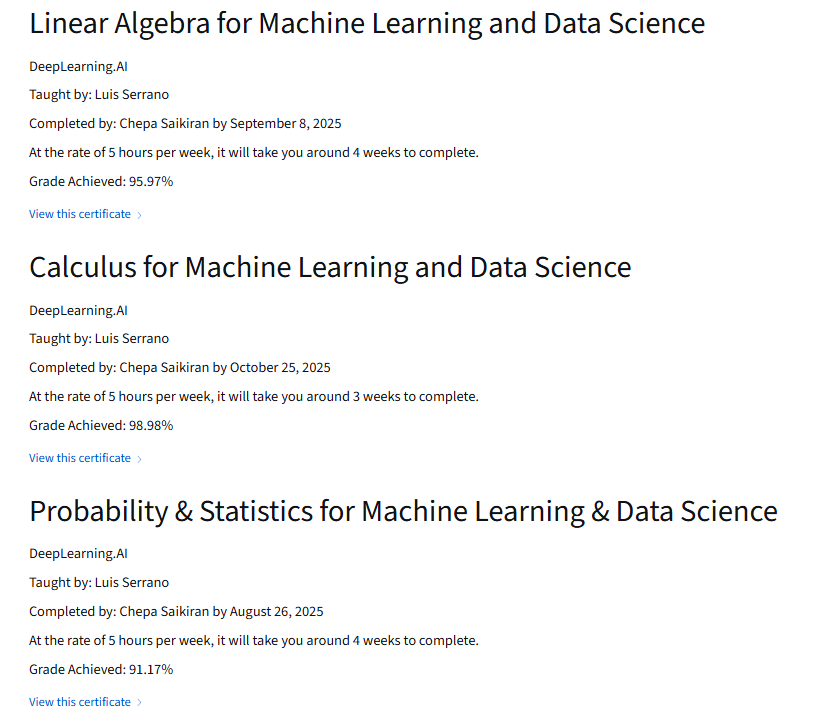 Linear Algebra for Machine Learning and Data Science
DeepLearning.AI
Taught by: Luis Serrano
Completed by: Chepa Saikiran by September 8, 2025
At the rate of 5 hours per week, it will take you around 4 weeks to complete.
Grade Achieved: 95.97%
View this certificate
Calculus for Machine Learning and Data Science
DeepLearning.AI
Taught by: Luis Serrano
Completed by: Chepa Saikiran by October 25, 2025
At the rate of 5 hours per week, it will take you around 3 weeks to complete.
Grade Achieved: 98.98%
View this certificate
Probability & Statistics for Machine Learning & Data Science
DeepLearning.AI
Taught by: Luis Serrano
Completed by: Chepa Saikiran by August 26, 2025
At the rate of 5 hours per week, it will take you around 4 weeks to complete.
Grade Achieved: 91.17%
View this certificate